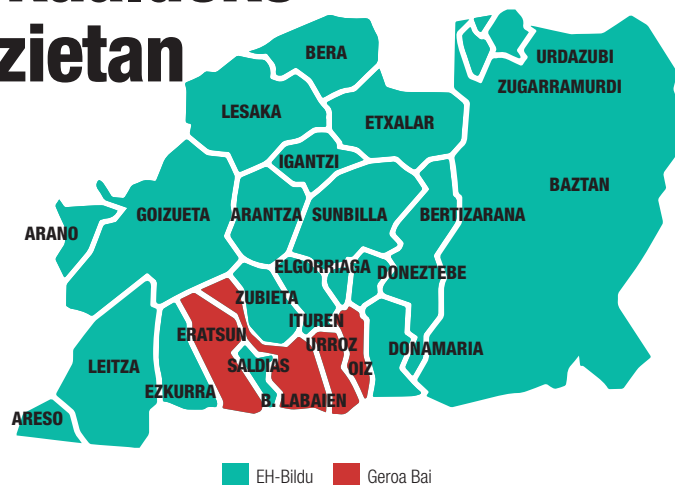 zietan
BERA
URDAZUBI
ZUGARRAMURDI
LESAKA
ETXALAR
IGANTZI
BAZTAN
GOIZUETA
ARANTZA
SUNBILLA
BERTIZARANA
ARANO
ELGORRIAGA
DONEZTEBE
ZUBIETA
ITUREN
ERATSUN
URROZ
DONAMARIA
LEITZA
SALDIAS
OIZ
EZKURRA
B. LABAIEN
ARESO
EH-Bildu
Geroa Bai